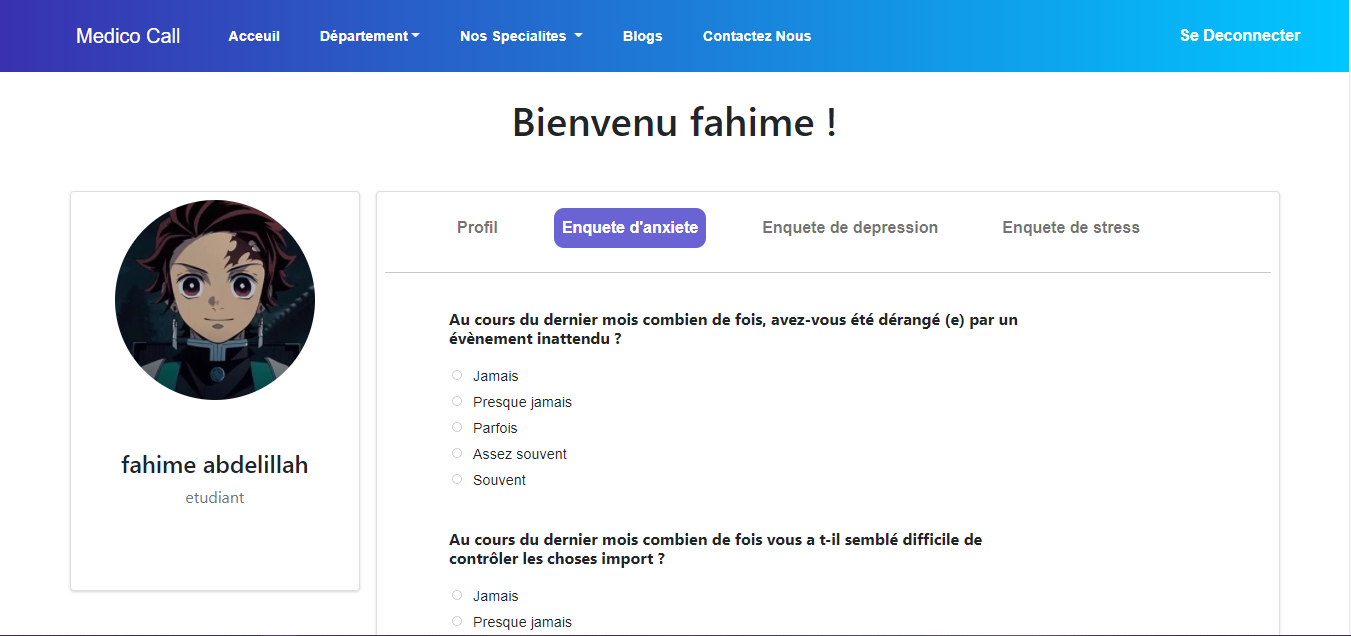 Medico Call Acceuil Département Nos Specialites Blogs Contactez Nous Se Deconnecter
Bienvenu fahime !
fahime abdelillah
etudiant
Profil Enquete d'anxiete Enquete de depression Enquete de stress
Au cours du dernier mois combien de fois, avez-vous été dérangé (e) par un
évènement inattendu ?
Jamais
Presque jamais
Parfois
Assez souvent
Souvent
Au cours du dernier mois combien de fois vous a t-il semblé difficile de
contrôler les choses import ?
Jamais
Presque jamais